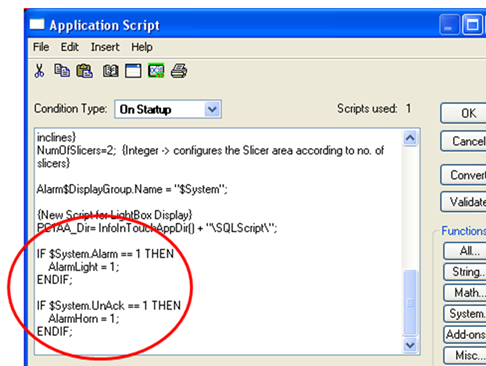 Application Script
File Edit Insert Help
Condition Type: On Startup Scripts used: 1
OK
Cancel
Convert
Validate
Functions
All...
String...
Math...
System..
Add-ons.
Misc...
inclines}
NumOfSlicers=2; {Integer -> configures the Slicer area according to no. of
slicers}
Alarm$DisplayGroup.Name = "$System";
{New Script for LightBox Display}
PCTAA_Dir= InfoInTouchAppDir() + "\SQLScript\";
IF $System.Alarm == 1 THEN
AlarmLight = 1;
ENDIF;
IF $System.UnAck == 1 THEN
AlarmHorn = 1;
ENDIF;